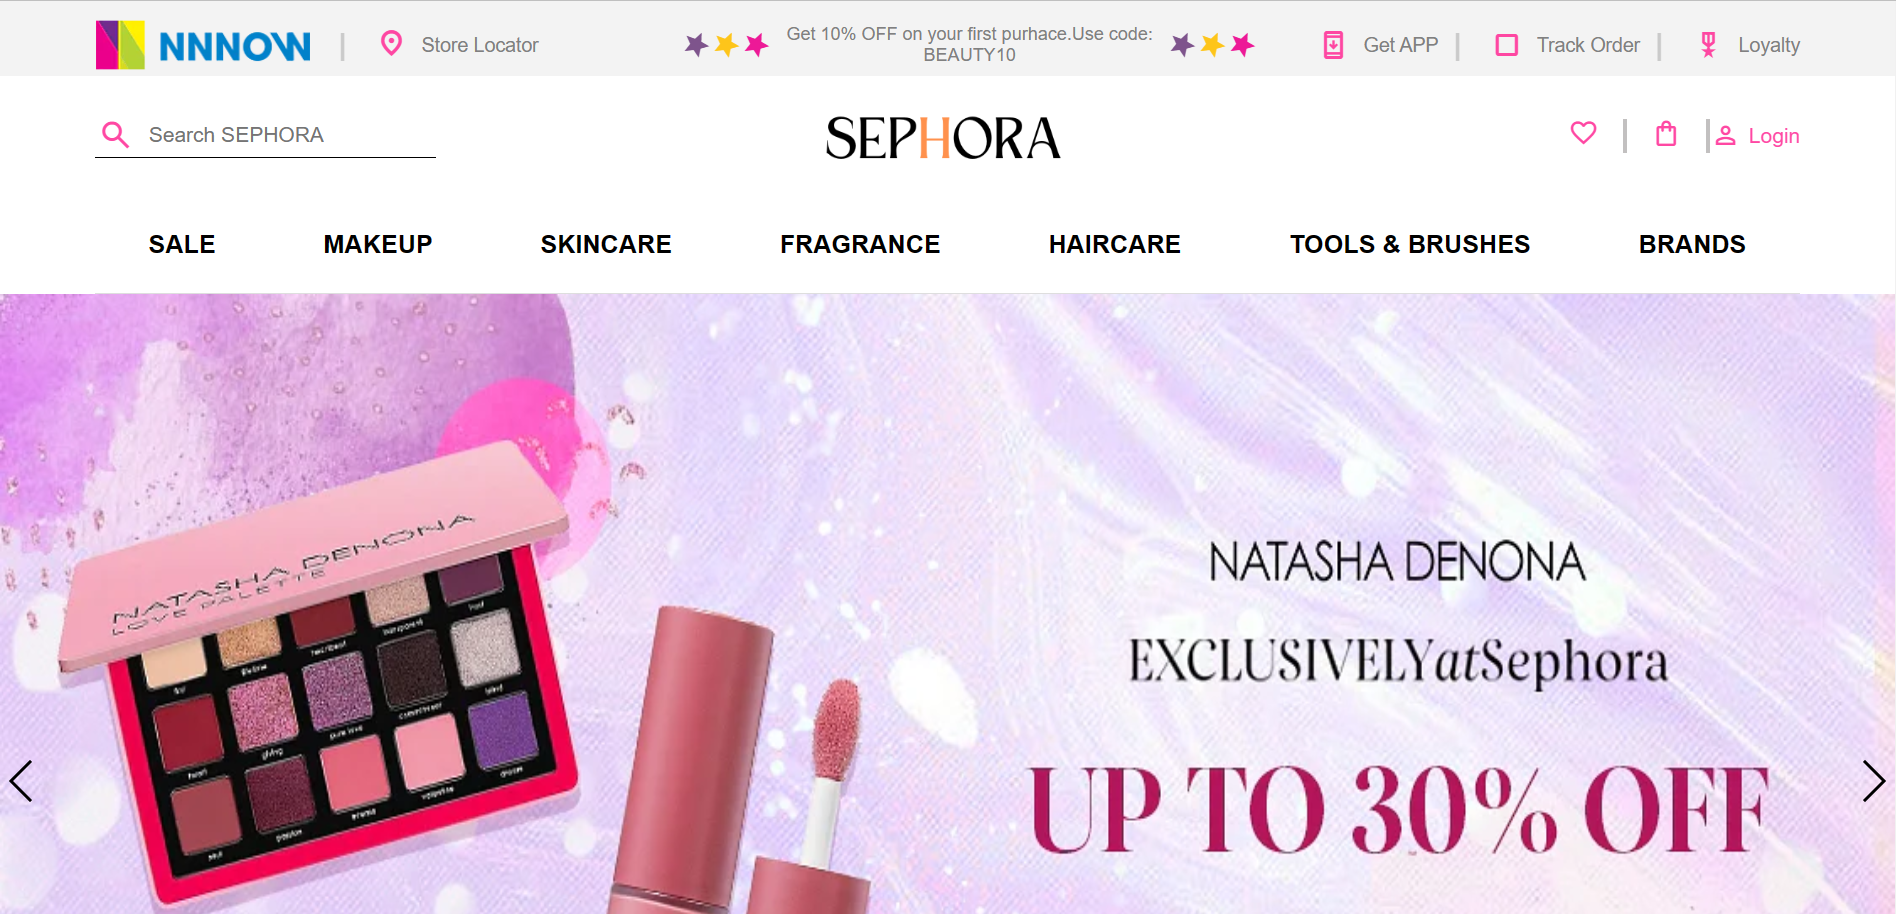 NNNOW
Store Locator
Get 10% OFF on your first purhace.Use code:
BEAUTY10
Get APP
Track Order
Loyalty
Search SEPHORA
SEPHORA
Login
SALE
MAKEUP
SKINCARE
FRAGRANCE
HAIRCARE
TOOLS & BRUSHES
BRANDS
NATASHA DENONA
LOVE PALETTE
pure love
NATASHA DENONA
EXCLUSIVELYatSephora
UP TO 30% OFF